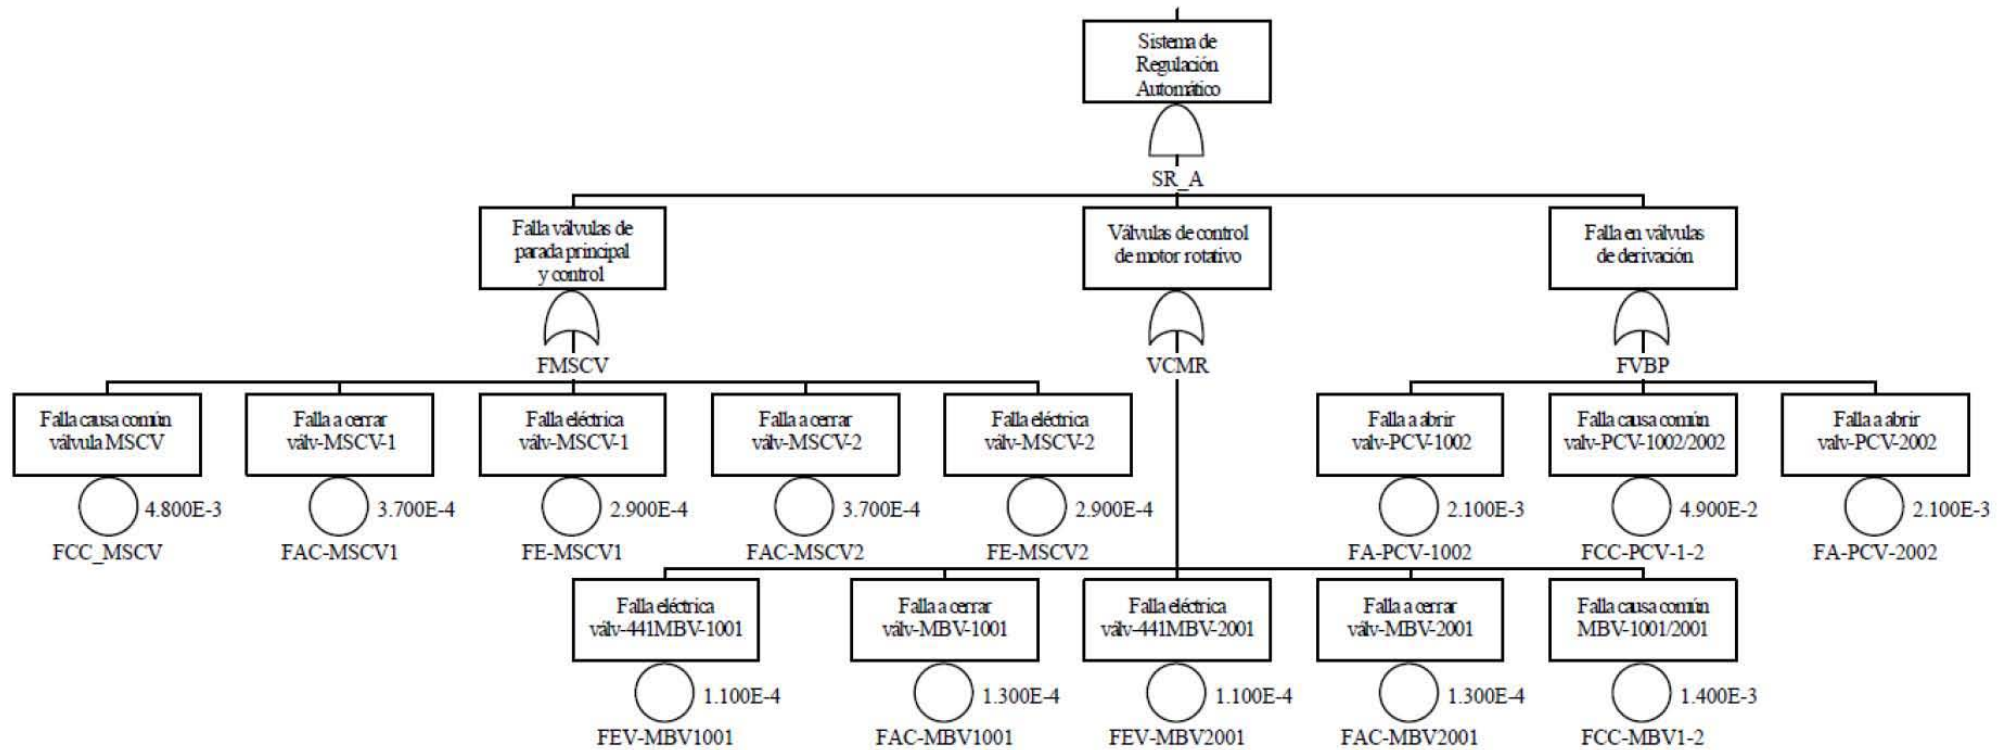 Sistema de
Regulación
Automático
SR_A
Falla válvulas de
parada principal
y control
Válvulas de control
de motor rotativo
Falla en válvulas
de derivación
FMSCV
VCMR
FVBP
Falla causa común
válvula MSCV
Falla a cerrar
válv-MSCV-1
Falla eléctrica
válv-MSCV-1
Falla a cerrar
válv-MSCV-2
Falla eléctrica
válv-MSCV-2
Falla a abrir
valv-PCV-1002
Falla causa común
valv-PCV-1002/2002
Falla a abrir
valv-PCV-2002
4.800E-3
3.700E-4
2.900E-4
3.700E-4
2.900E-4
2.100E-3
4.900E-2
2.100E-3
FCC_MSCV
FAC-MSCV1
FE-MSCV1
FAC-MSCV2
FE-MSCV2
FA-PCV-1002
FCC-PCV-1-2
FA-PCV-2002
Falla eléctrica
válv-441MBV-1001
Falla a cerrar
válv-MBV-1001
Falla eléctrica
válv-441MBV-2001
Falla a cerrar
válv-MBV-2001
Falla causa común
MBV-1001/2001
1.100E-4
1.300E-4
1.100E-4
1.300E-4
1.400E-3
FEV-MBV1001
FAC-MBV1001
FEV-MBV2001
FAC-MBV2001
FCC-MBV1-2